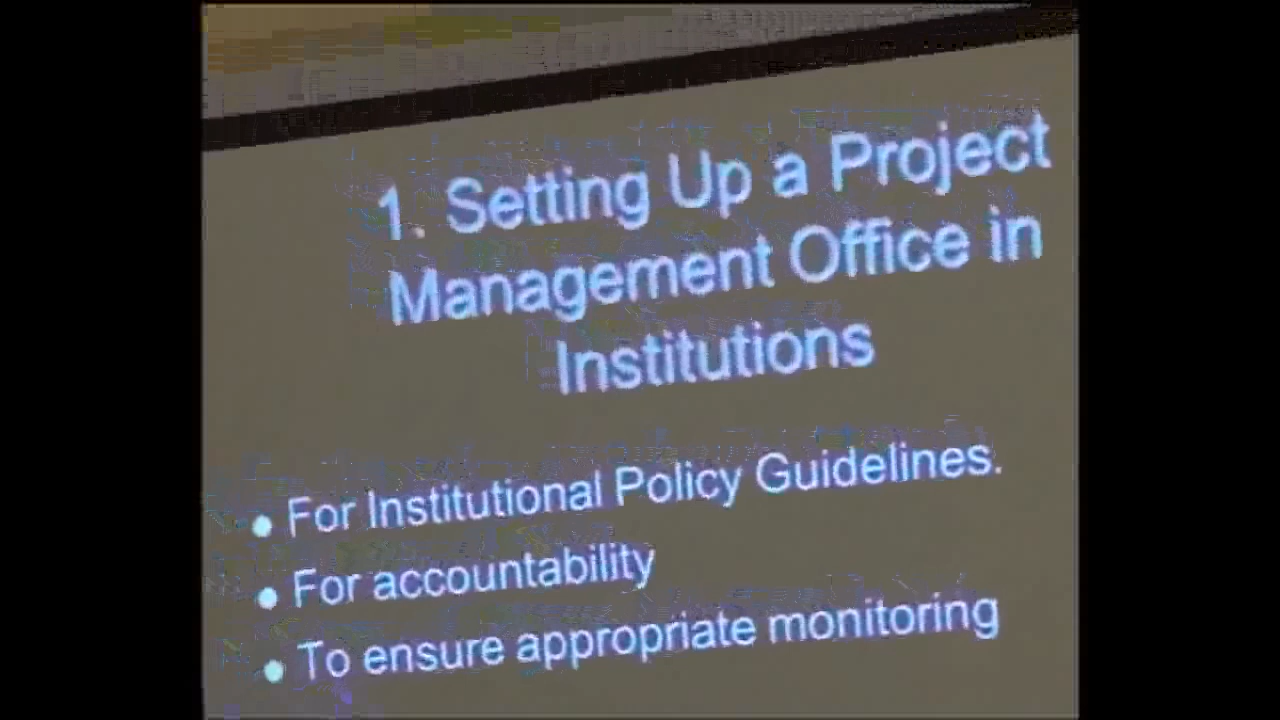 1. Setting Up a Project
Management Office in
Institutions
• For Institutional Policy Guidelines.
• For accountability
• To ensure appropriate monitoring